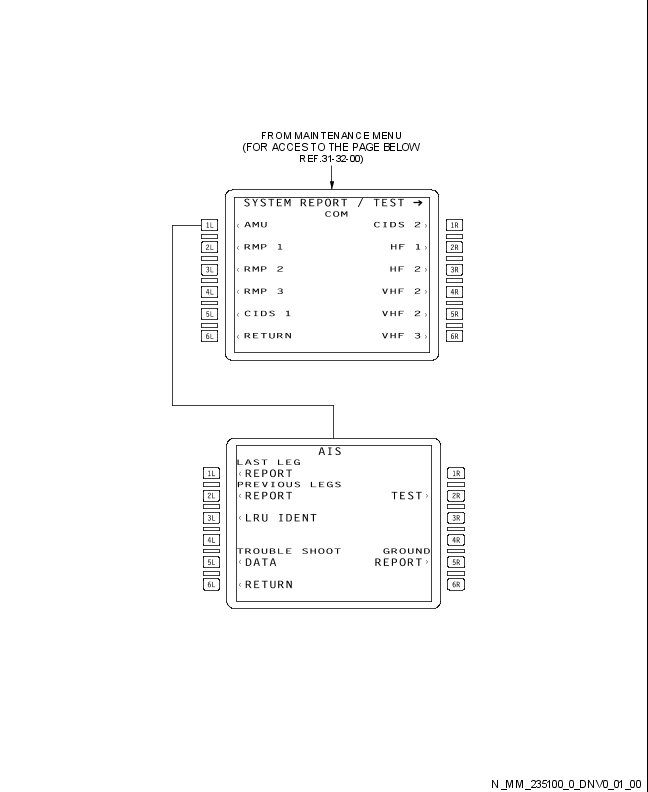 FROM MAINTENANCE MENU
(FOR ACCES TO THE PAGE BELOW
REF.31-32-00)
SYSTEM REPORT / TEST →
COM
1L ‹ AMU CIDS 2 › 1R
2L ‹ RMP 1 HF 1 › 2R
3L ‹ RMP 2 HF 2 › 3R
4L ‹ RMP 3 VHF 2 › 4R
5L ‹ CIDS 1 VHF 2 › 5R
6L ‹ RETURN VHF 3 › 6R
AIS
LAST LEG
1L ‹ REPORT 1R
PREVIOUS LEGS
2L ‹ REPORT TEST › 2R
3L ‹ LRU IDENT 3R
4L 4R
TROUBLE SHOOT GROUND
5L ‹ DATA REPORT › 5R
6L ‹ RETURN 6R
N_MM_235100_0_DNV0_01_00